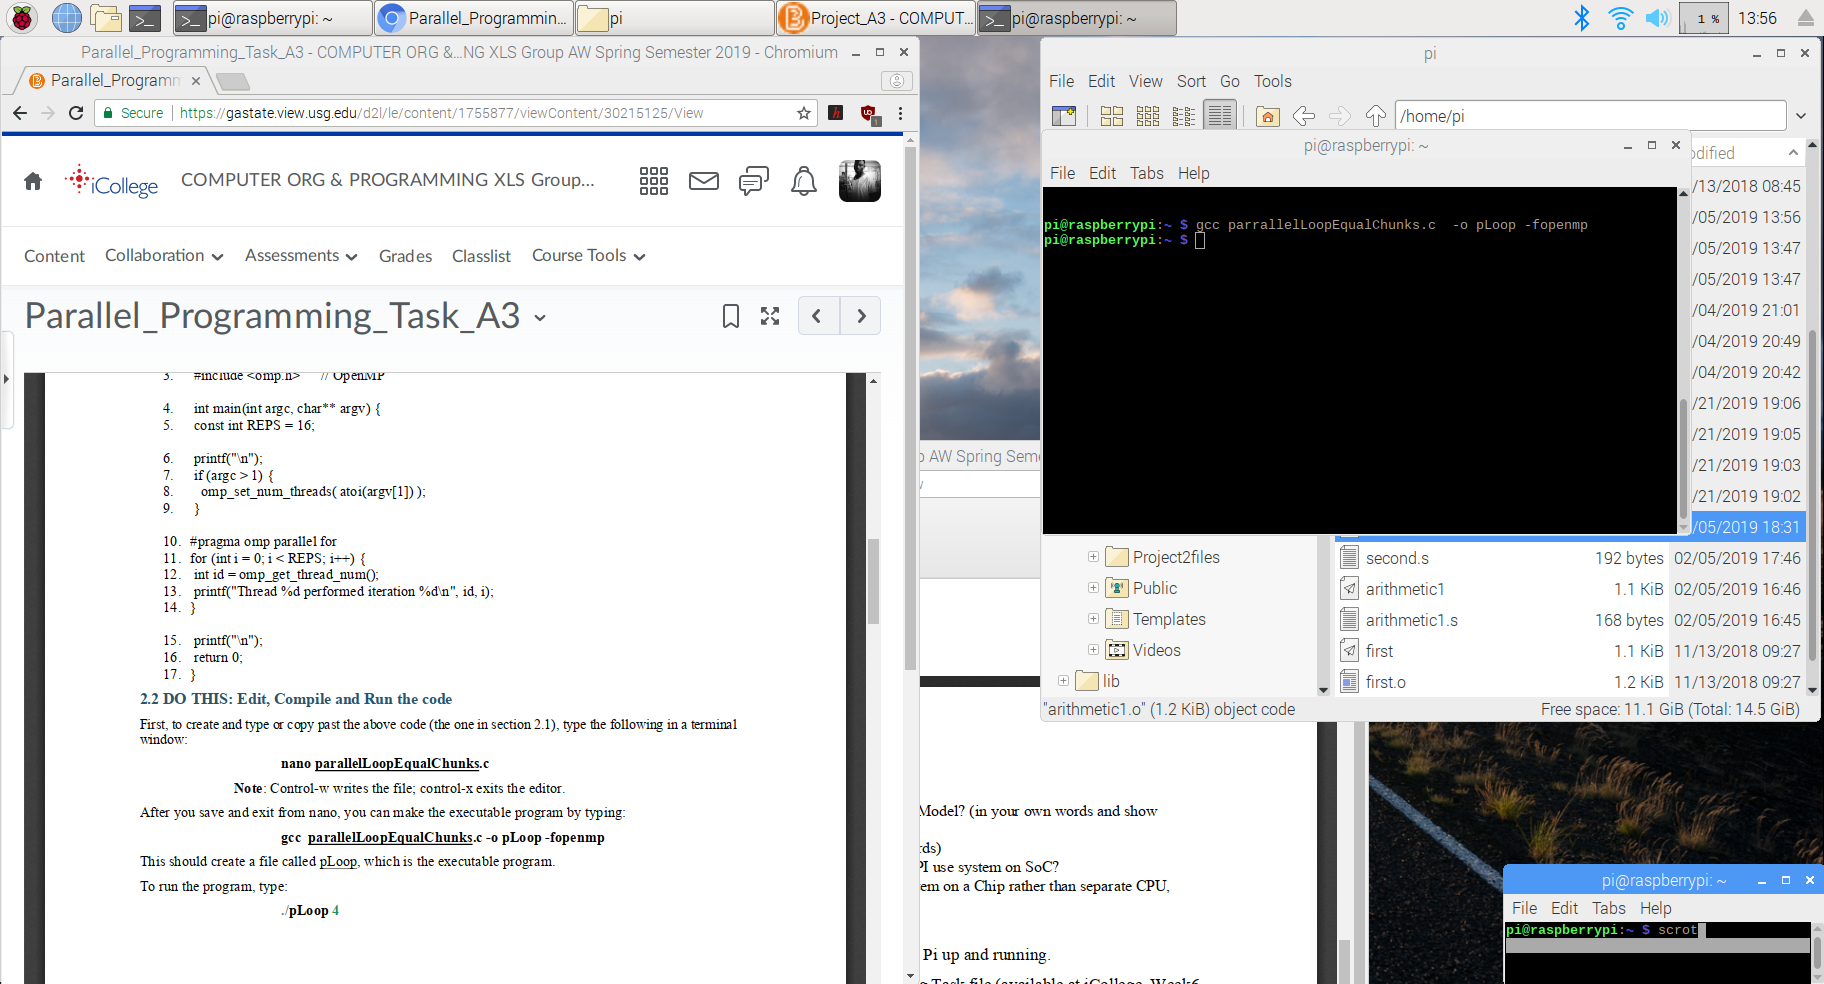 pi@raspberrypi: ~
Parallel_Programmin...
pi
Project_A3 - COMPUT...
pi@raspberrypi: ~
1 %
13:56
Parallel_Programming_Task_A3 - COMPUTER ORG &...NG XLS Group AW Spring Semester 2019 - Chromium
Parallel_Programm
Secure
https://gastate.view.usg.edu/d2l/le/content/1755877/viewContent/30215125/View
iCollege
COMPUTER ORG & PROGRAMMING XLS Group...
Content
Collaboration
Assessments
Grades
Classlist
Course Tools
Parallel_Programming_Task_A3
3. #include <omp.h> // OpenMP
4. int main(int argc, char** argv) {
5. const int REPS = 16;
6. printf("\n");
7. if (argc > 1) {
8. omp_set_num_threads( atoi(argv[1]) );
9. }
10. #pragma omp parallel for
11. for (int i = 0; i < REPS; i++) {
12. int id = omp_get_thread_num();
13. printf("Thread %d performed iteration %d\n", id, i);
14. }
15. printf("\n");
16. return 0;
17. }
2.2 DO THIS: Edit, Compile and Run the code
First, to create and type or copy past the above code (the one in section 2.1), type the following in a terminal
window:
nano parallelLoopEqualChunks.c
Note: Control-w writes the file; control-x exits the editor.
After you save and exit from nano, you can make the executable program by typing:
gcc parallelLoopEqualChunks.c -o pLoop -fopenmp
This should create a file called pLoop, which is the executable program.
To run the program, type:
./pLoop 4
AW Spring Sem
Model? (in your own words and show
rds)
PI use system on SoC?
em on a Chip rather than separate CPU,
Pi up and running.
Task file (available at iCollege, Week6
pi
File Edit View Sort Go Tools
/home/pi
odified
/13/2018 08:45
/05/2019 13:56
/05/2019 13:47
/05/2019 13:47
/04/2019 21:01
/04/2019 20:49
/04/2019 20:42
/21/2019 19:06
/21/2019 19:05
/21/2019 19:03
/21/2019 19:02
/05/2019 18:31
pi@raspberrypi: ~
File Edit Tabs Help
pi@raspberrypi:~ $ gcc parrallelLoopEqualChunks.c  -o pLoop -fopenmp
pi@raspberrypi:~ $
Project2files
Public
Templates
Videos
lib
second.s 192 bytes 02/05/2019 17:46
arithmetic1 1.1 KiB 02/05/2019 16:46
arithmetic1.s 168 bytes 02/05/2019 16:45
first 1.1 KiB 11/13/2018 09:27
first.o 1.2 KiB 11/13/2018 09:27
"arithmetic1.o" (1.2 KiB) object code
Free space: 11.1 GiB (Total: 14.5 GiB)
pi@raspberrypi: ~
File Edit Tabs Help
pi@raspberrypi:~ $ scrot